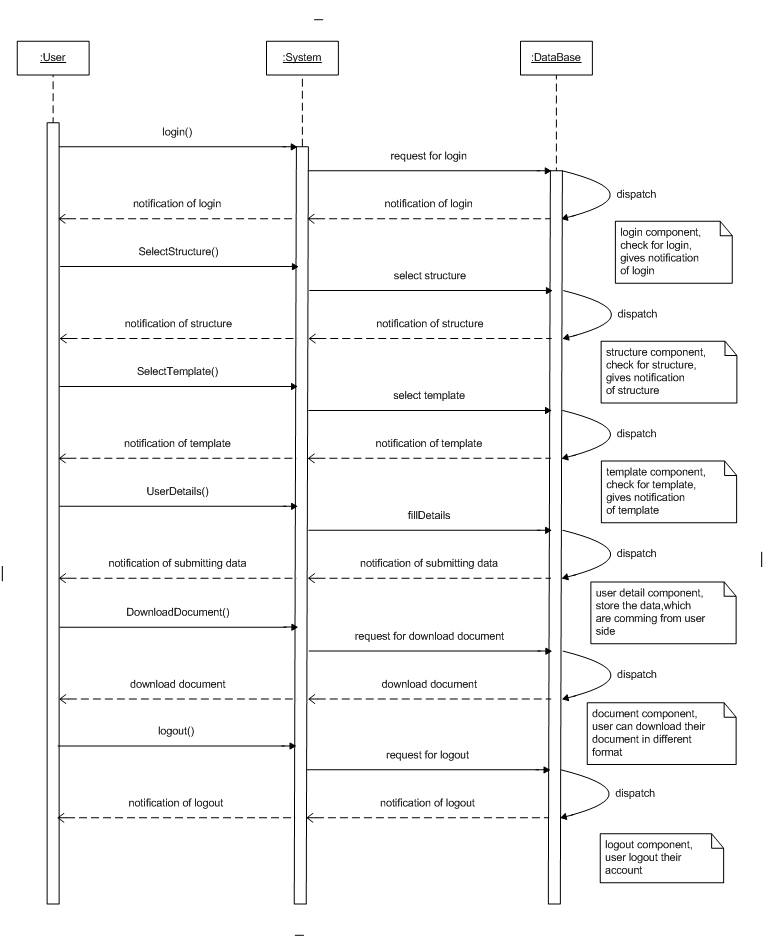 :User
:System
:DataBase
login()
request for login
dispatch
notification of login
notification of login
login component,
check for login,
gives notification
of login
SelectStructure()
select structure
dispatch
notification of structure
notification of structure
structure component,
check for structure,
gives notification
of structure
SelectTemplate()
select template
dispatch
notification of template
notification of template
template component,
check for template,
gives notification
of template
UserDetails()
fillDetails
dispatch
notification of submitting data
notification of submitting data
user detail component,
store the data,which
are comming from user
side
DownloadDocument()
request for download document
dispatch
download document
download document
document component,
user can download their
document in different
format
logout()
request for logout
dispatch
notification of logout
notification of logout
logout component,
user logout their
account